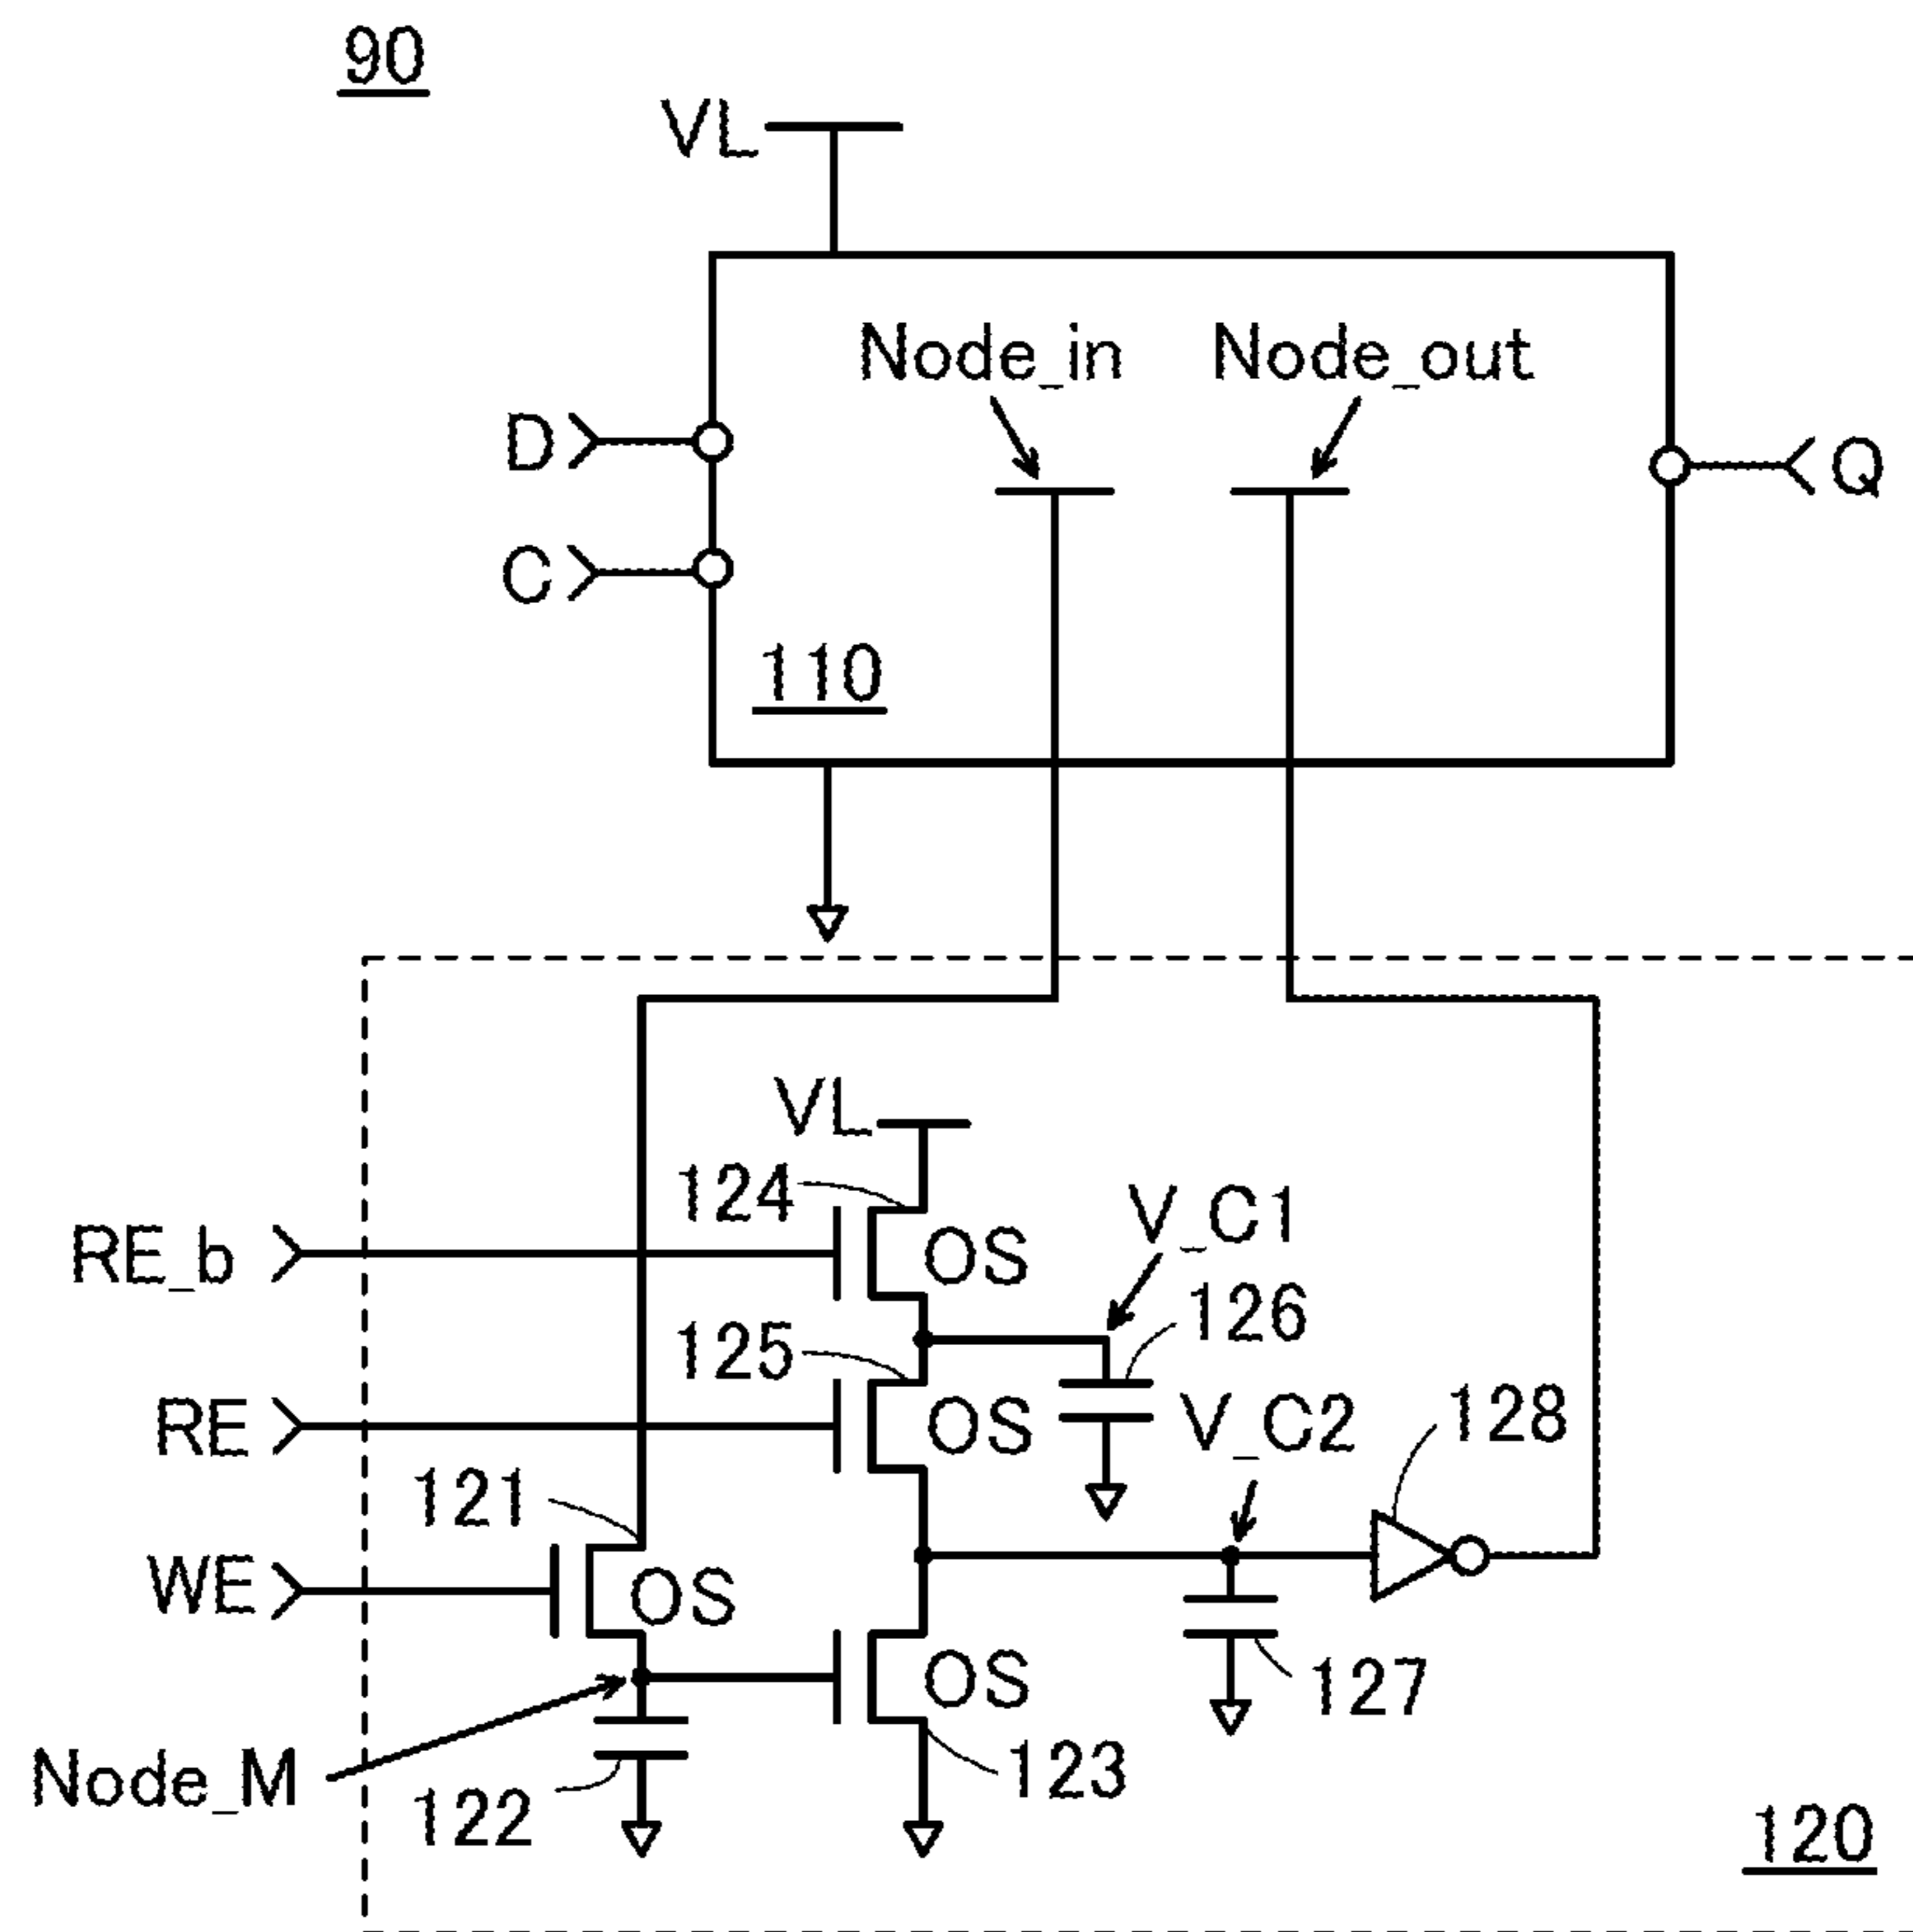 90
VL
Node_in Node_out
D
Q
C
110
VL
124
OS
V_C1
RE_b
126
125
RE
OS
V_C2
128
121
WE
OS
OS
127
Node_M
122
123
120